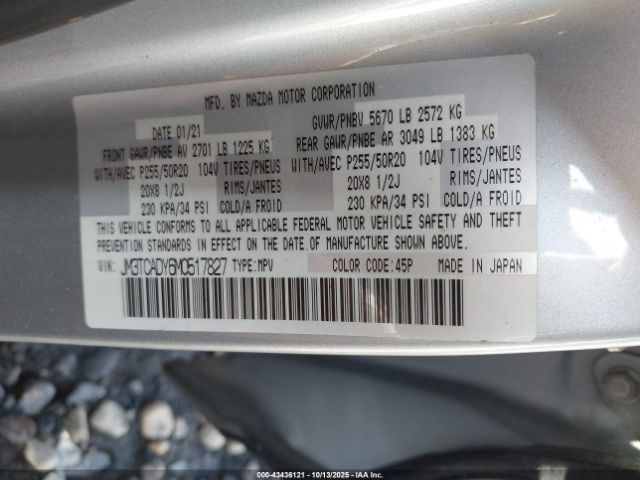 MFD. BY MAZDA MOTOR CORPORATION
DATE 01/21 GVWR/PNBV 5670 LB 2572 KG
FRONT GAWR/PNBE AV 2701 LB 1225 KG REAR GAWR/PNBE AR 3049 LB 1383 KG
WITH/AVEC P255/50R20 104V TIRES/PNEUS WITH/AVEC P255/50R20 104V TIRES/PNEUS
20X8 1/2J RIMS/JANTES 20X8 1/2J RIMS/JANTES
230 KPA/34 PSI COLD/A FROID 230 KPA/34 PSI COLD/A FROID
THIS VEHICLE CONFORMS TO ALL APPLICABLE FEDERAL MOTOR VEHICLE SAFETY AND THEFT
PREVENTION STANDARDS IN EFFECT ON THE DATE OF MANUFACTURE SHOWN ABOVE.
VIN: JM3TCADY6M0517827 TYPE:MPV COLOR CODE:45P MADE IN JAPAN
000-43436121 | 10/13/2025 | IAA Inc.